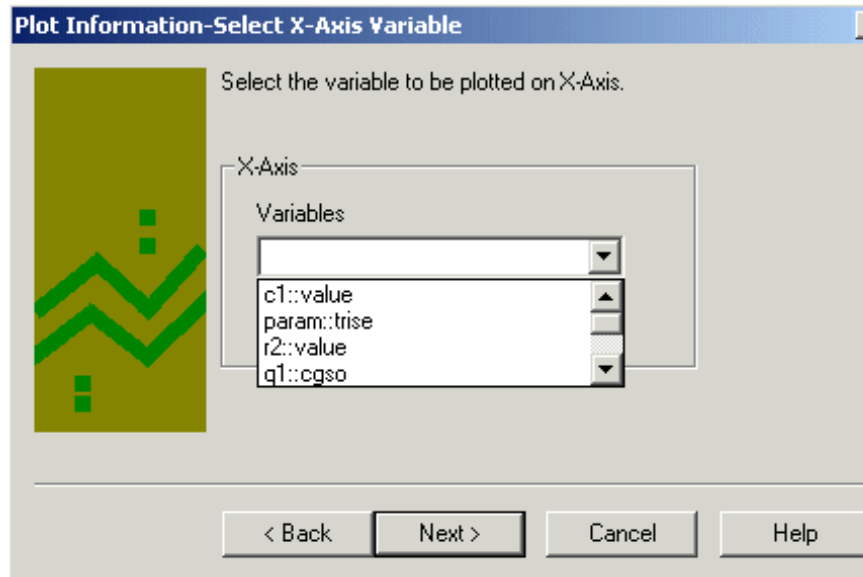 Plot Information-Select X-Axis Variable
Select the variable to be plotted on X-Axis.
X-Axis
Variables
c1::value
param::trise
r2::value
q1::cgso
< Back
Next >
Cancel
Help